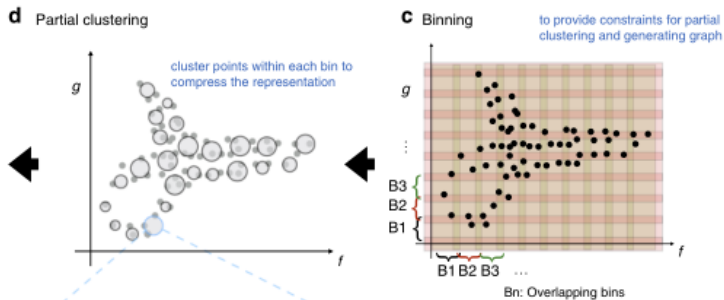 d Partial clustering
cluster points within each bin to
compress the representation
g
f
c Binning
to provide constraints for partial
clustering and generating graph
g
⋮
B3
B2
B1
f
B1 B2 B3 ...
Bn: Overlapping bins